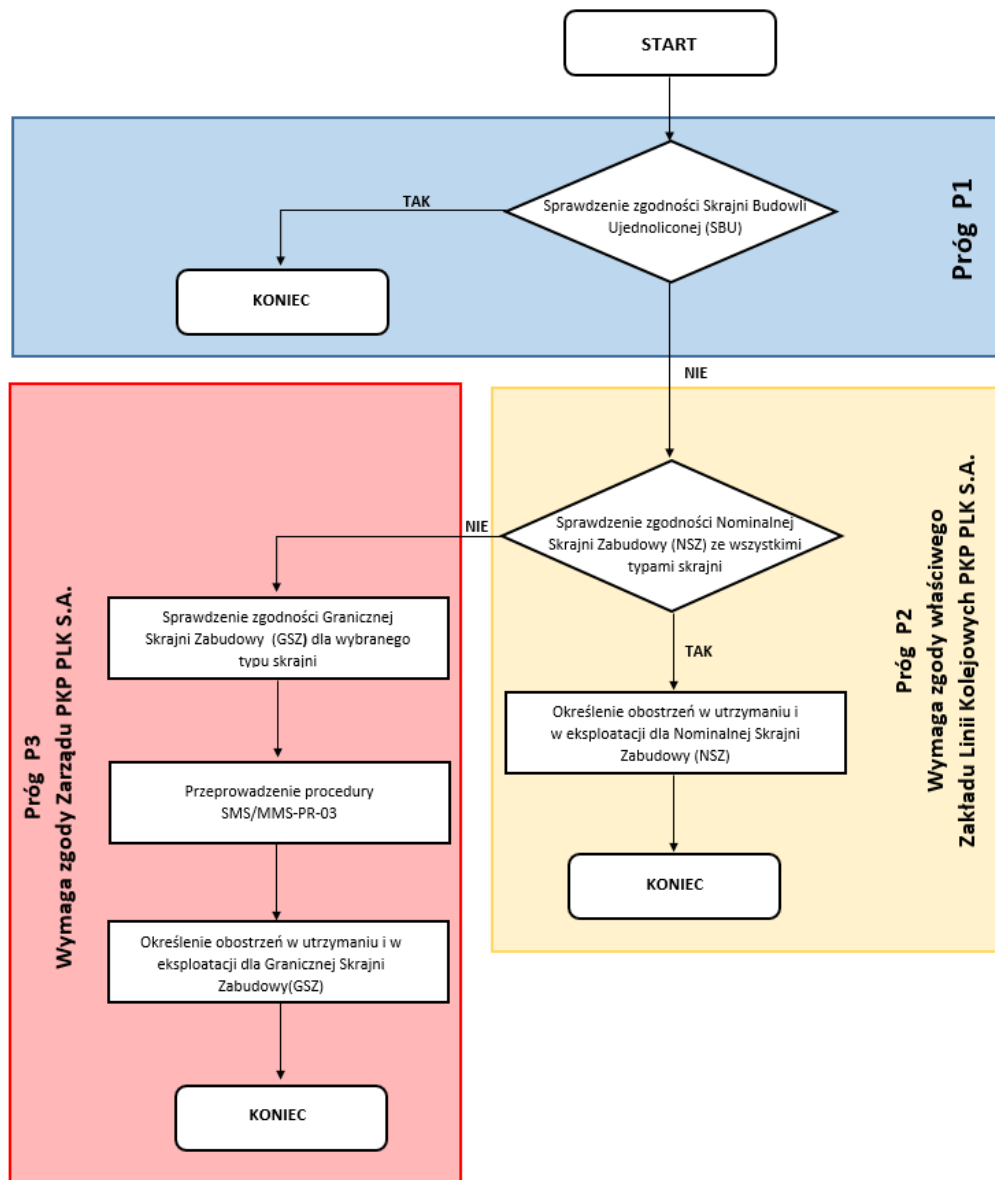 START
Próg P1
Sprawdzenie zgodności Skrajni Budowli
Ujednoliconej (SBU)
TAK
KONIEC
NIE
Próg P2
Wymaga zgody właściwego
Zakładu Linii Kolejowych PKP PLK S.A.
Sprawdzenie zgodności Nominalnej
Skrajni Zabudowy (NSZ) ze wszystkimi
typami skrajni
TAK
Określenie obostrzeń w utrzymaniu i
w eksploatacji dla Nominalnej Skrajni
Zabudowy (NSZ)
KONIEC
NIE
Próg P3
Wymaga zgody Zarządu PKP PLK S.A.
Sprawdzenie zgodności Granicznej
Skrajni Zabudowy (GSZ) dla wybranego
typu skrajni
Przeprowadzenie procedury
SMS/MMS-PR-03
Określenie obostrzeń w utrzymaniu i w
eksploatacji dla Granicznej Skrajni
Zabudowy(GSZ)
KONIEC